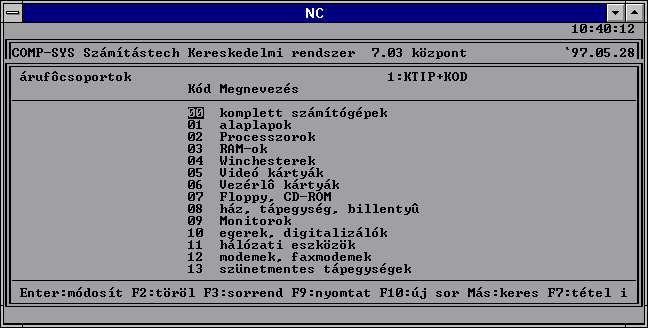 NC
10:40:12
COMP-SYS Számítástech Kereskedelmi rendszer 7.03 központ `97.05.28
árufôcsoportok 1:KTIP+KOD
Kód Megnevezés
00 komplett számítógépek
01 alaplapok
02 Processzorok
03 RAM-ok
04 Winchesterek
05 Videó kártyák
06 Vezérlô kártyák
07 Floppy, CD-ROM
08 ház, tápegység, billentyû
09 Monitorok
10 egerek, digitalizálók
11 hálózati eszközök
12 modemek, faxmodemek
13 szünetmentes tápegységek
Enter:módosít F2:töröl F3:sorrend F9:nyomtat F10:új sor Más:keres F7:tétel i